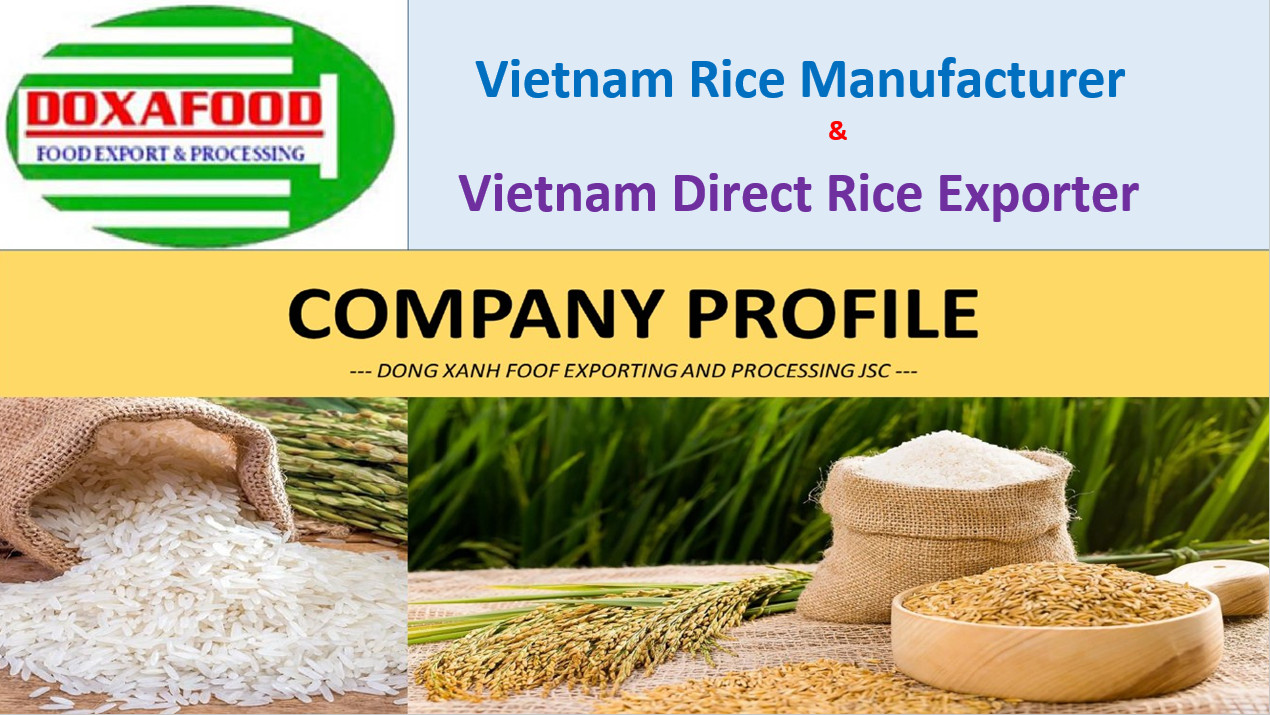 DOXAFOOD
FOOD EXPORT & PROCESSING
Vietnam Rice Manufacturer
&
Vietnam Direct Rice Exporter
COMPANY PROFILE
--- DONG XANH FOOF EXPORTING AND PROCESSING JSC ---